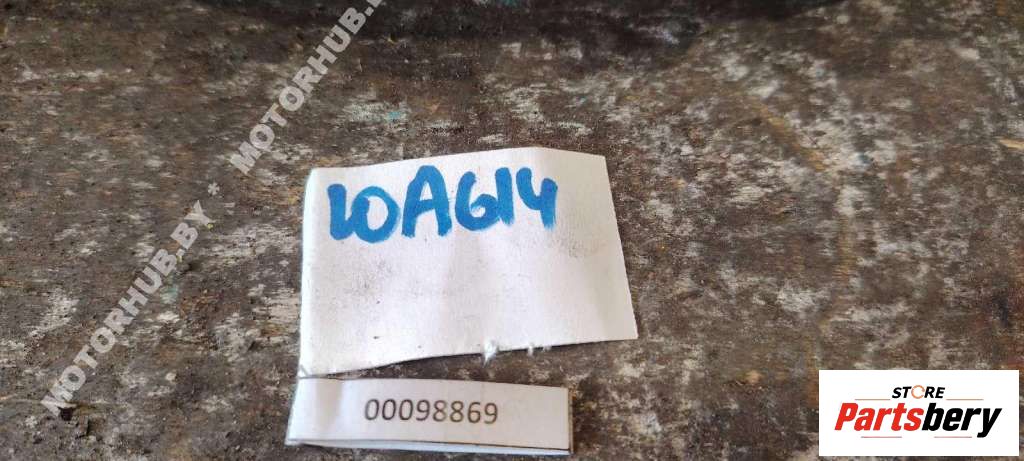 MOTORHUB.BY * MOTORHUB.BY
10A614
00098869
STORE
Partsbery